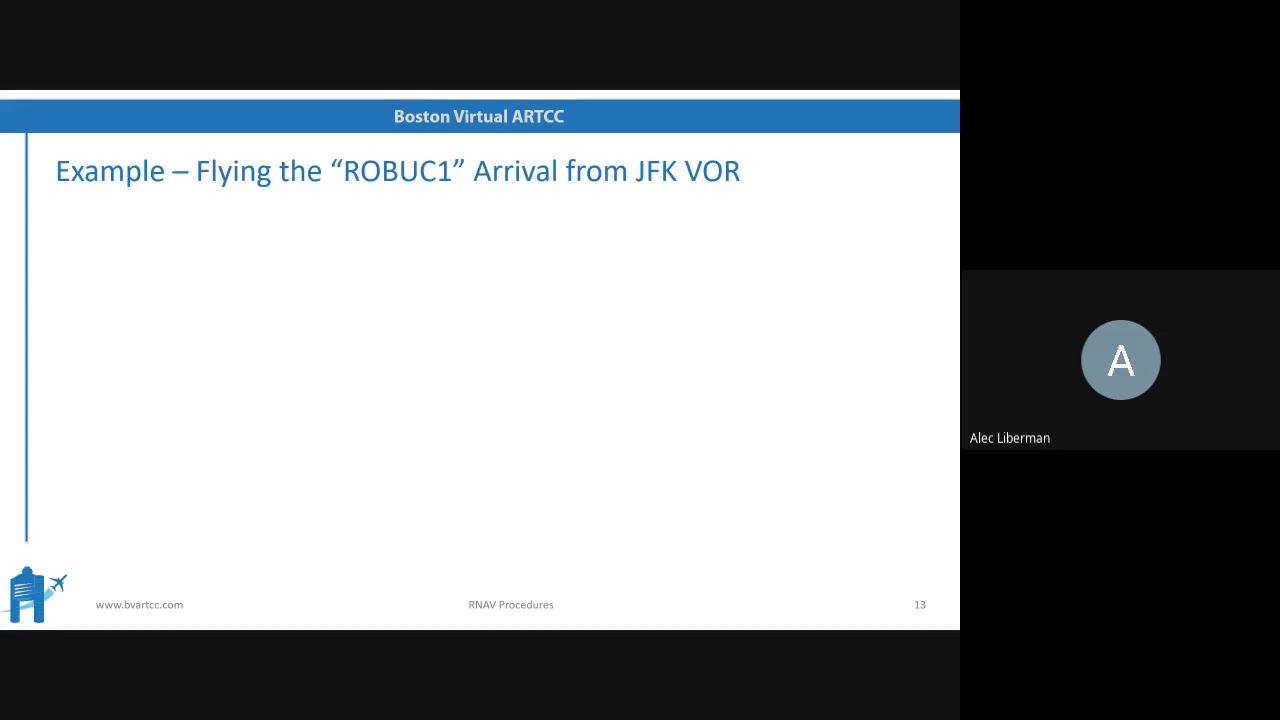 Boston Virtual ARTCC
Example – Flying the “ROBUC1” Arrival from JFK VOR
A
Alec Liberman
www.bvartcc.com
RNAV Procedures
13